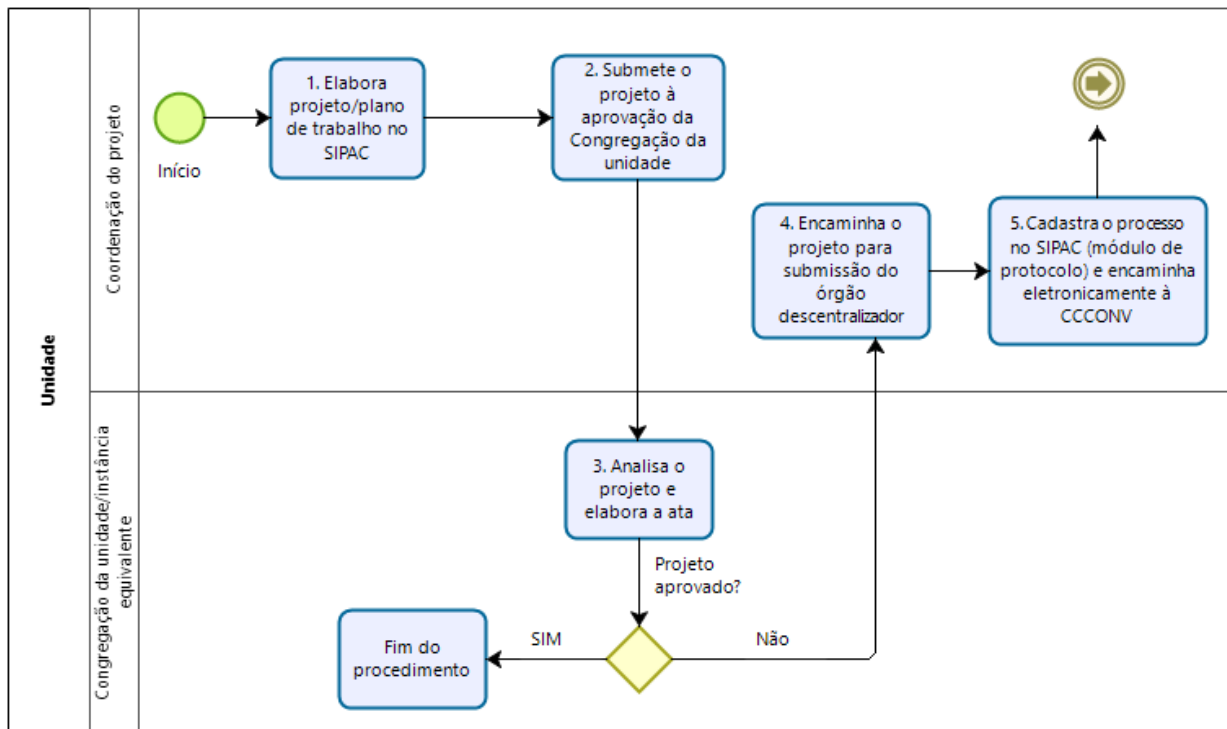 Unidade
Coordenação do projeto
Início
1. Elabora
projeto/plano
de trabalho no
SIPAC
2. Submete o
projeto à
aprovação da
Congregação da
unidade
4. Encaminha o
projeto para
submissão do
órgão
descentralizador
5. Cadastra o processo
no SIPAC (módulo de
protocolo) e encaminha
eletronicamente à
CCCONV
Congregação da unidade/instância
equivalente
3. Analisa o
projeto e
elabora a ata
Projeto
aprovado?
SIM
Não
Fim do
procedimento